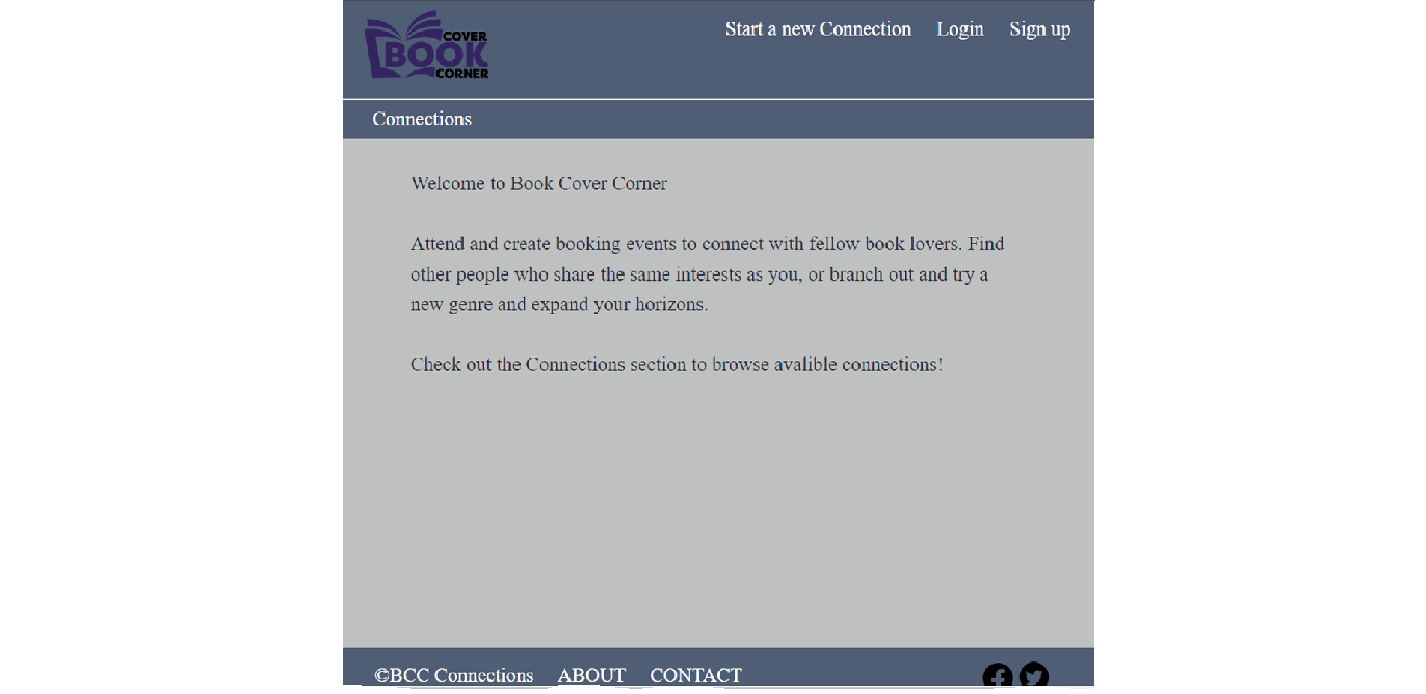 COVER
BOOK
CORNER
Start a new Connection Login Sign up
Connections
Welcome to Book Cover Corner
Attend and create booking events to connect with fellow book lovers. Find
other people who share the same interests as you, or branch out and try a
new genre and expand your horizons.
Check out the Connections section to browse avalible connections!
©BCC Connections ABOUT CONTACT